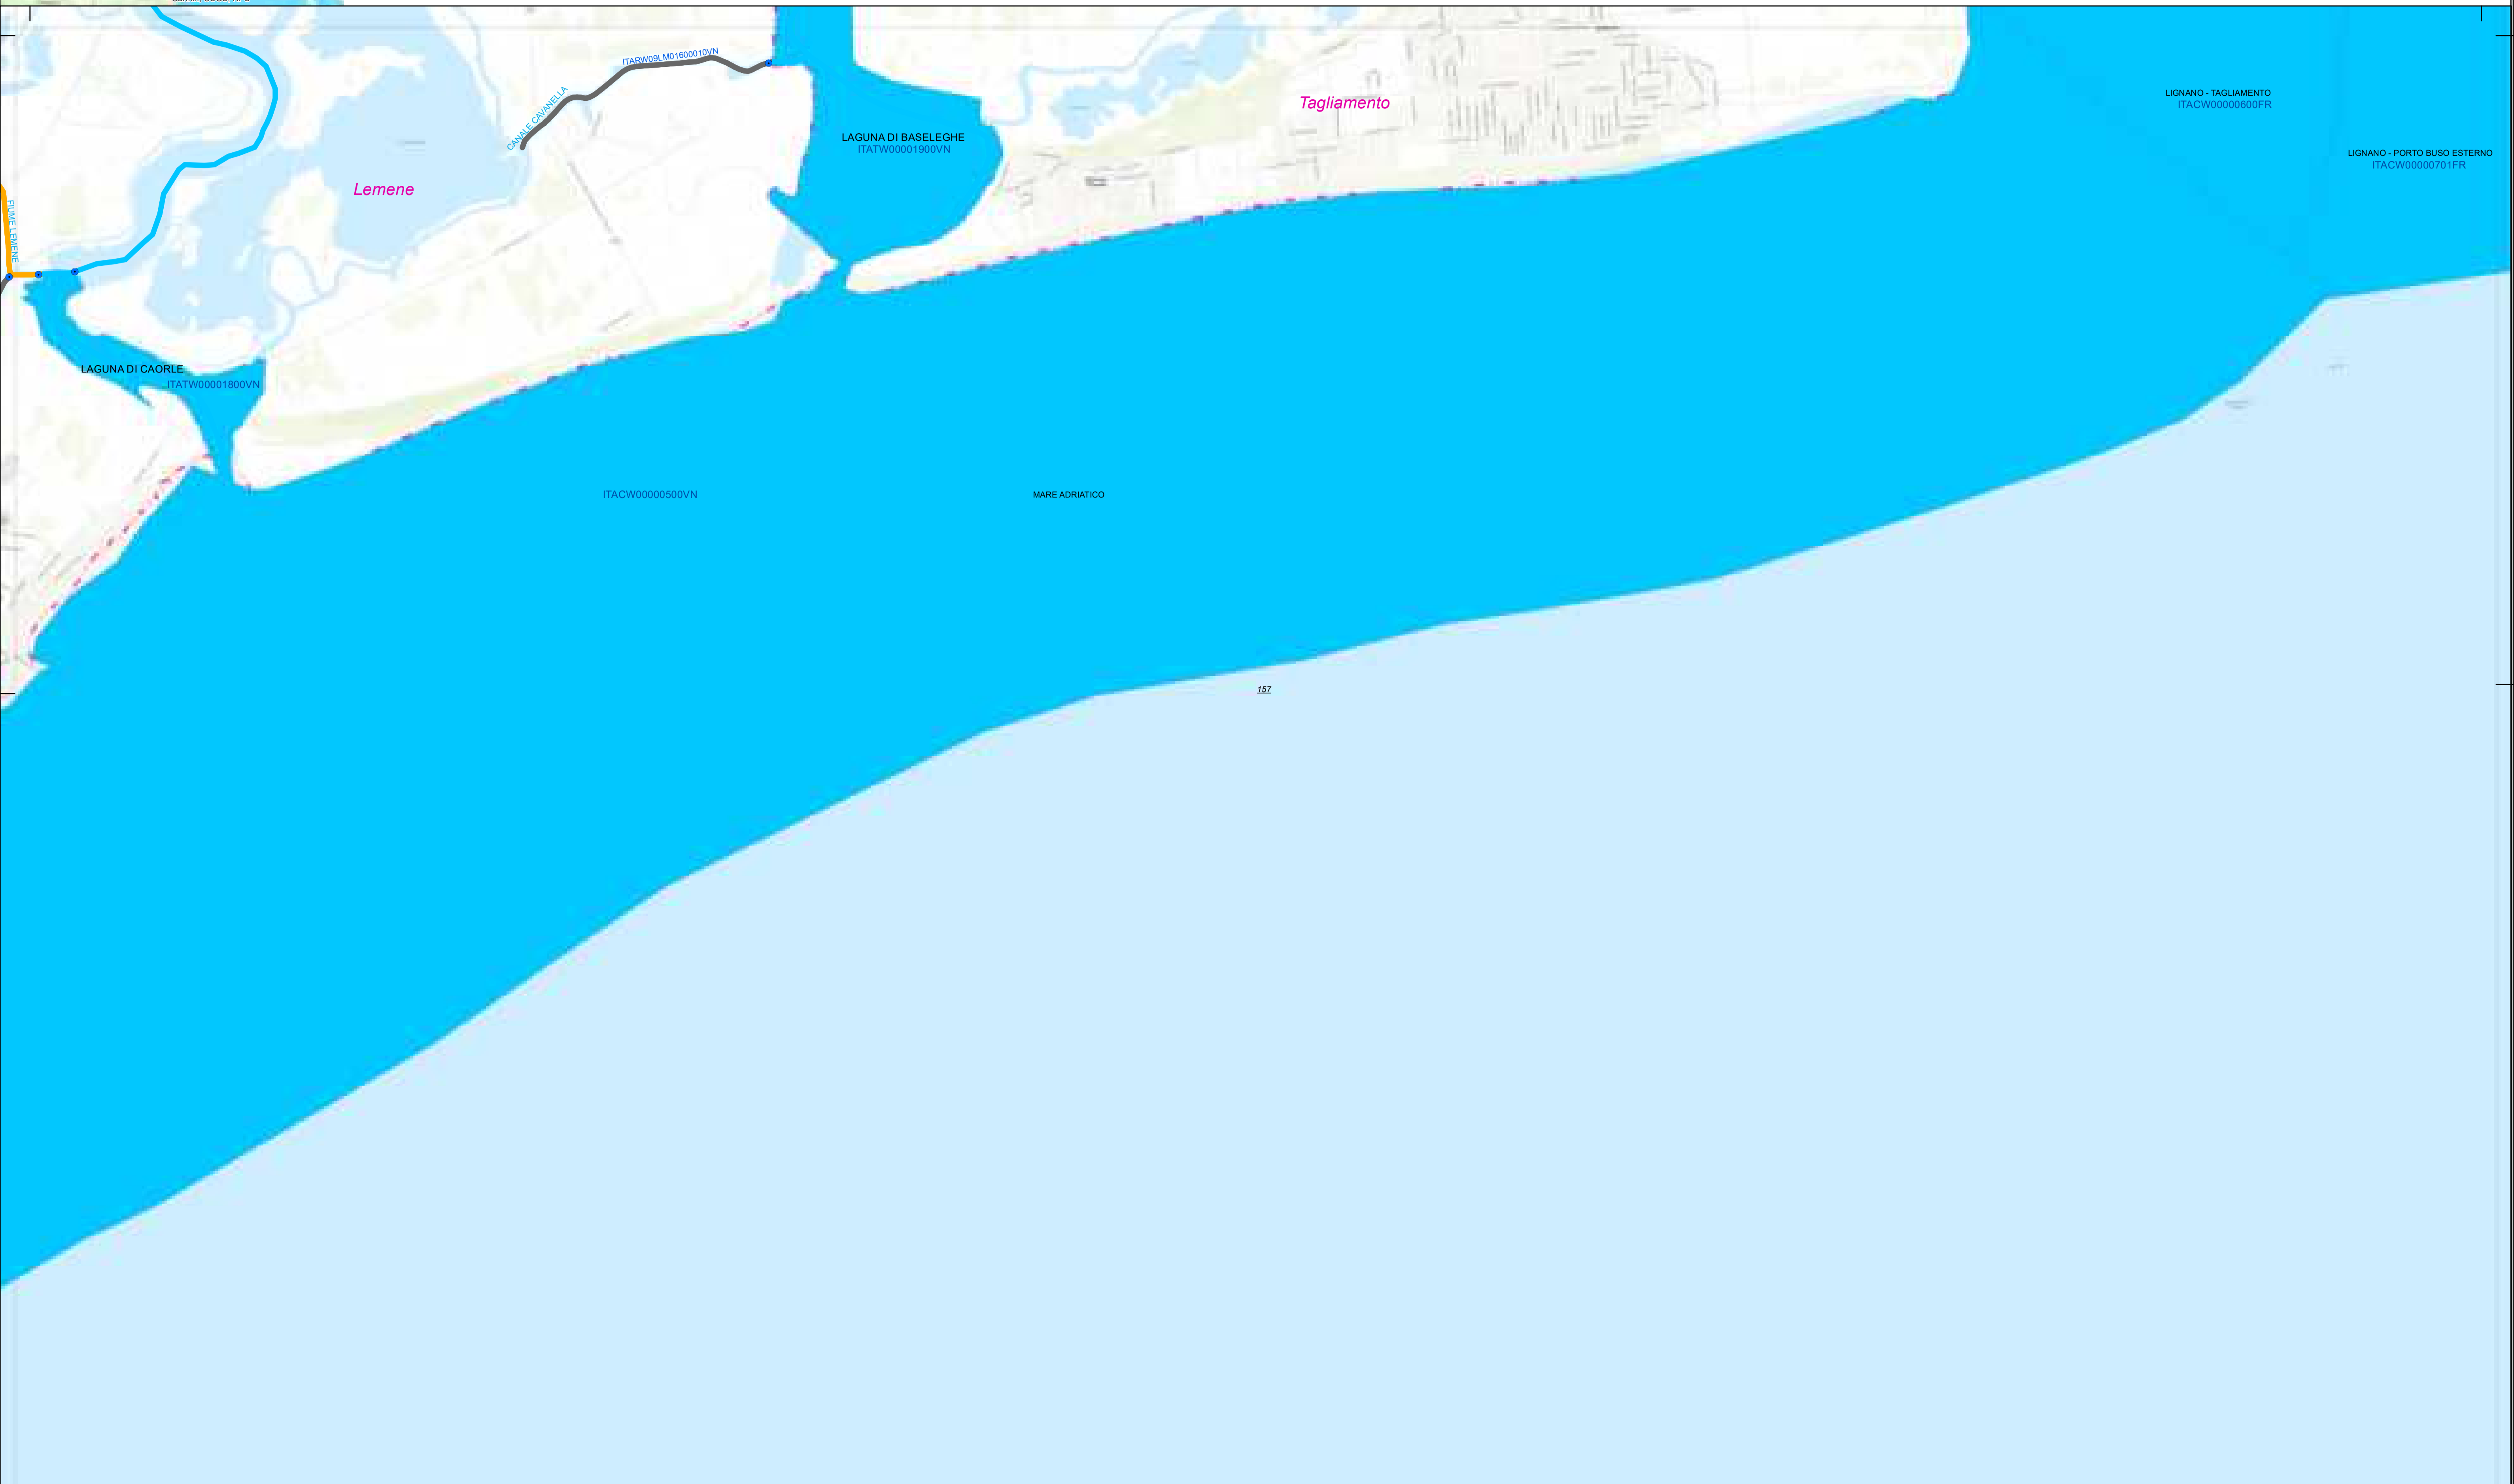 ITARW09LM01600010VN
CANALE CAVANELLA
Tagliamento
LIGNANO - TAGLIAMENTO
ITACW00000600FR
LAGUNA DI BASELEGHE
ITATW00001900VN
LIGNANO - PORTO BUSO ESTERNO
ITACW00000701FR
Lemene
FIUME LEMENE
LAGUNA DI CAORLE
ITATW00001800VN
ITACW00000500VN
MARE ADRIATICO
157